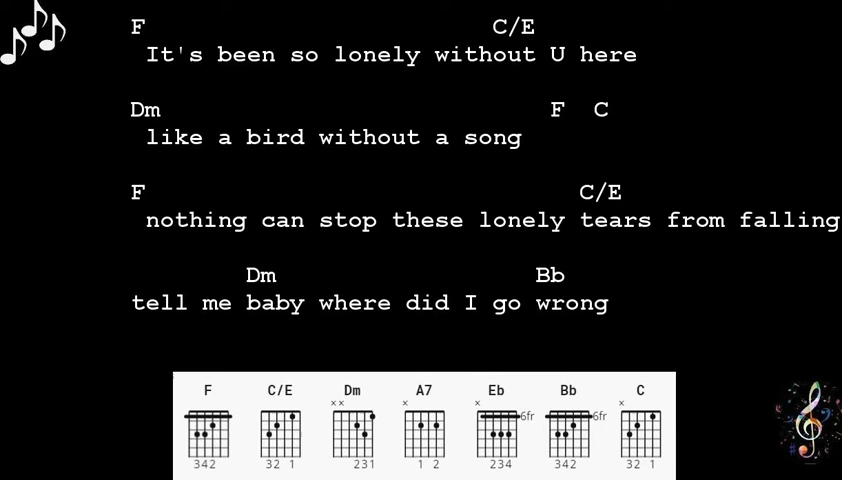 F C/E
It's been so lonely without U here
Dm F C
like a bird without a song
F C/E
nothing can stop these lonely tears from falling
Dm Bb
tell me baby where did I go wrong
F C/E Dm A7 Eb Bb C
× ×× × × ×
6fr 6fr
342 32 1 231 1 2 234 342 32 1